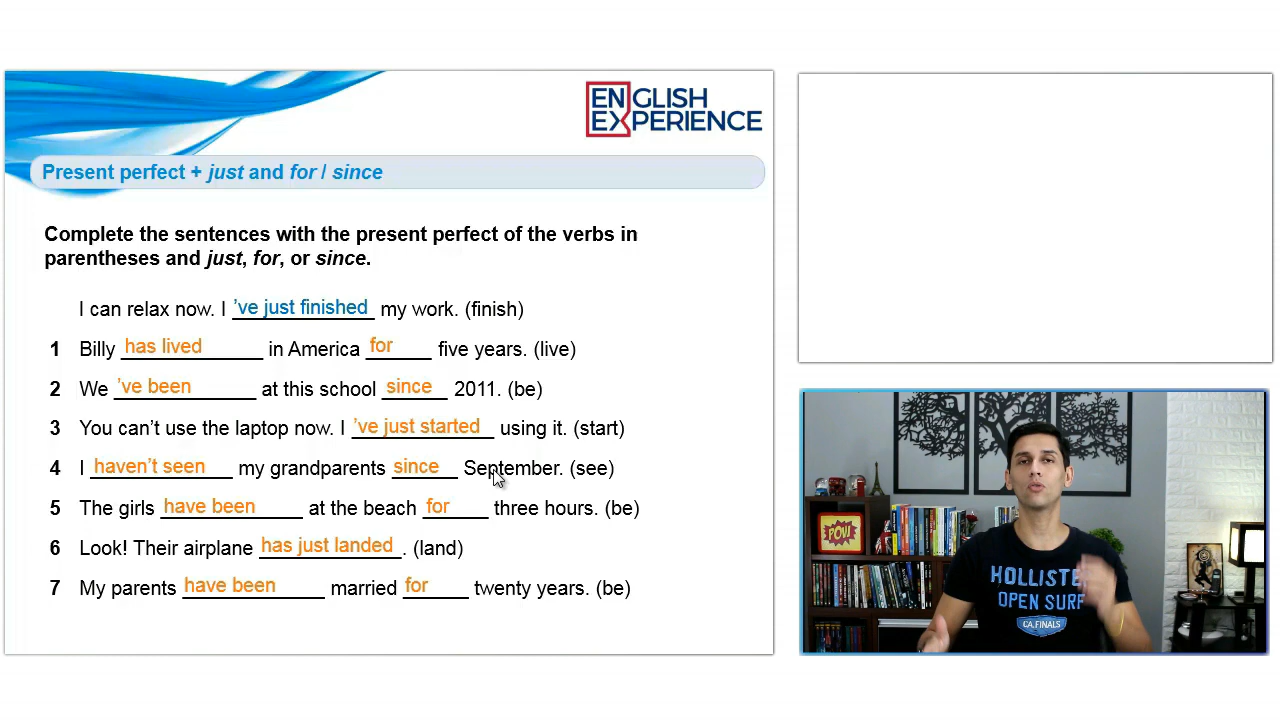 ENGLISH
EXPERIENCE
Present perfect + just and for / since
Complete the sentences with the present perfect of the verbs in
parentheses and just, for, or since.
I can relax now. I ’ve just finished my work. (finish)
1 Billy has lived in America for five years. (live)
2 We ’ve been at this school since 2011. (be)
3 You can’t use the laptop now. I ’ve just started using it. (start)
4 I haven’t seen my grandparents since September. (see)
5 The girls have been at the beach for three hours. (be)
6 Look! Their airplane has just landed. (land)
7 My parents have been married for twenty years. (be)
POW!
HOLLISTE
OPEN SURF
CA. FINALS